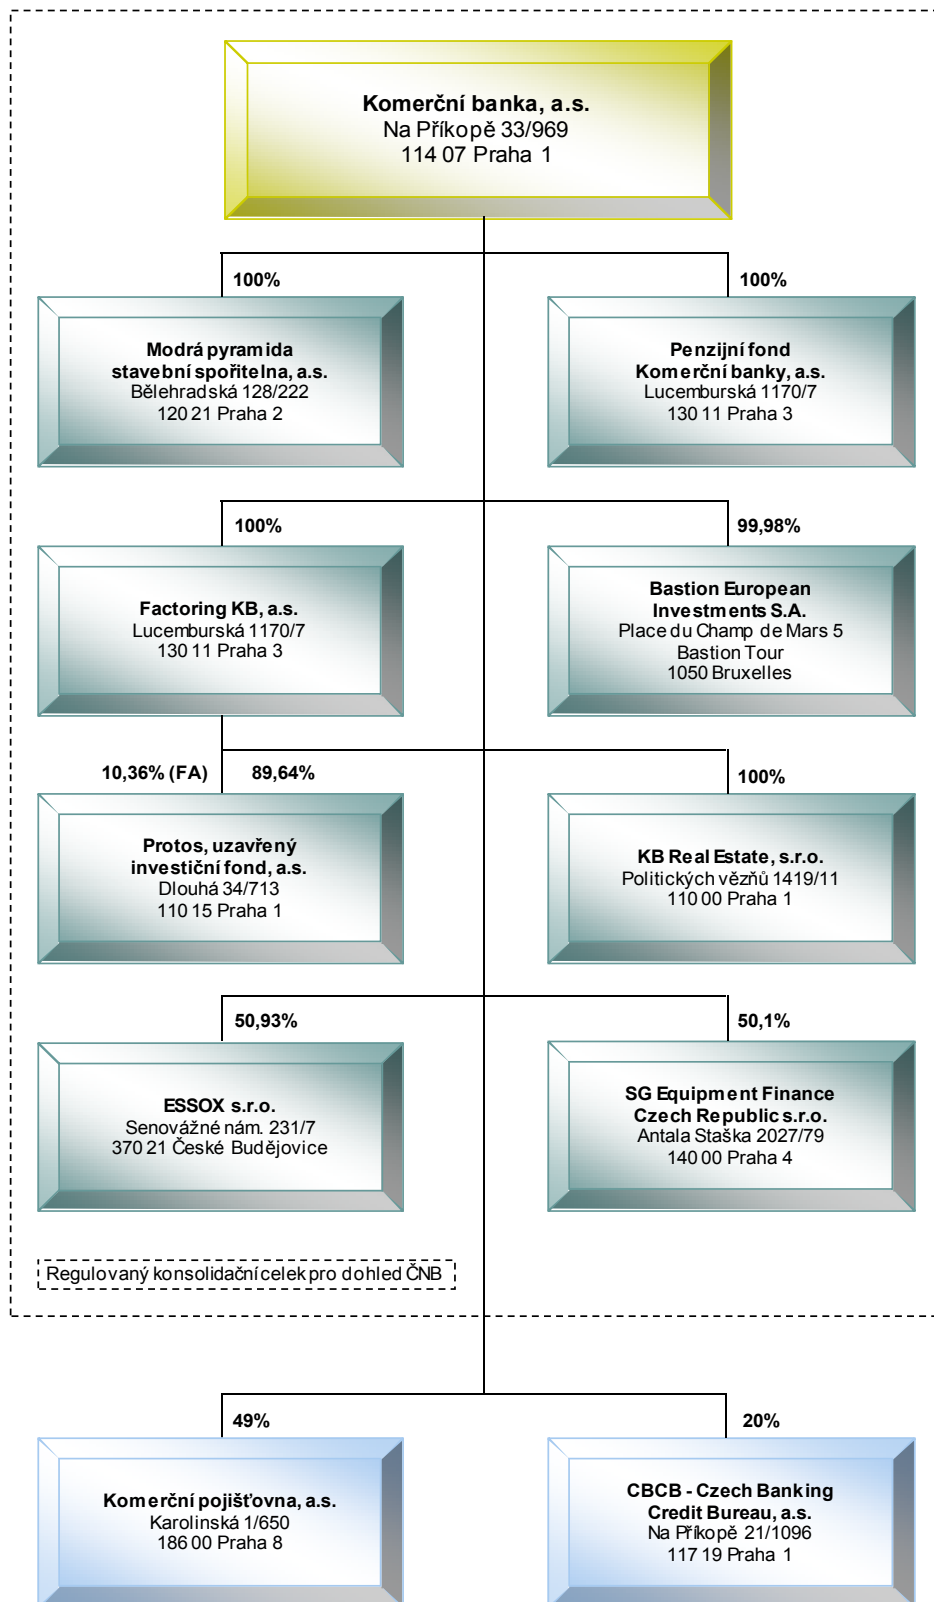 Komerční banka, a.s.
Na Příkopě 33/969
114 07 Praha 1
100%
100%
Modrá pyramida
stavební spořitelna, a.s.
Bělehradská 128/222
120 21 Praha 2
Penzijní fond
Komerční banky, a.s.
Lucemburská 1170/7
130 11 Praha 3
100%
99,98%
Factoring KB, a.s.
Lucemburská 1170/7
130 11 Praha 3
Bastion European
Investments S.A.
Place du Champ de Mars 5
Bastion Tour
1050 Bruxelles
10,36% (FA) 89,64%
100%
Protos, uzavřený
investiční fond, a.s.
Dlouhá 34/713
110 15 Praha 1
KB Real Estate, s.r.o.
Politických vězňů 1419/11
110 00 Praha 1
50,93%
50,1%
ESSOX s.r.o.
Senovážné nám. 231/7
370 21 České Budějovice
SG Equipment Finance
Czech Republic s.r.o.
Antala Staška 2027/79
140 00 Praha 4
Regulovaný konsolidační celek pro dohled ČNB
49%
20%
Komerční pojišťovna, a.s.
Karolinská 1/650
186 00 Praha 8
CBCB - Czech Banking
Credit Bureau, a.s.
Na Příkopě 21/1096
117 19 Praha 1